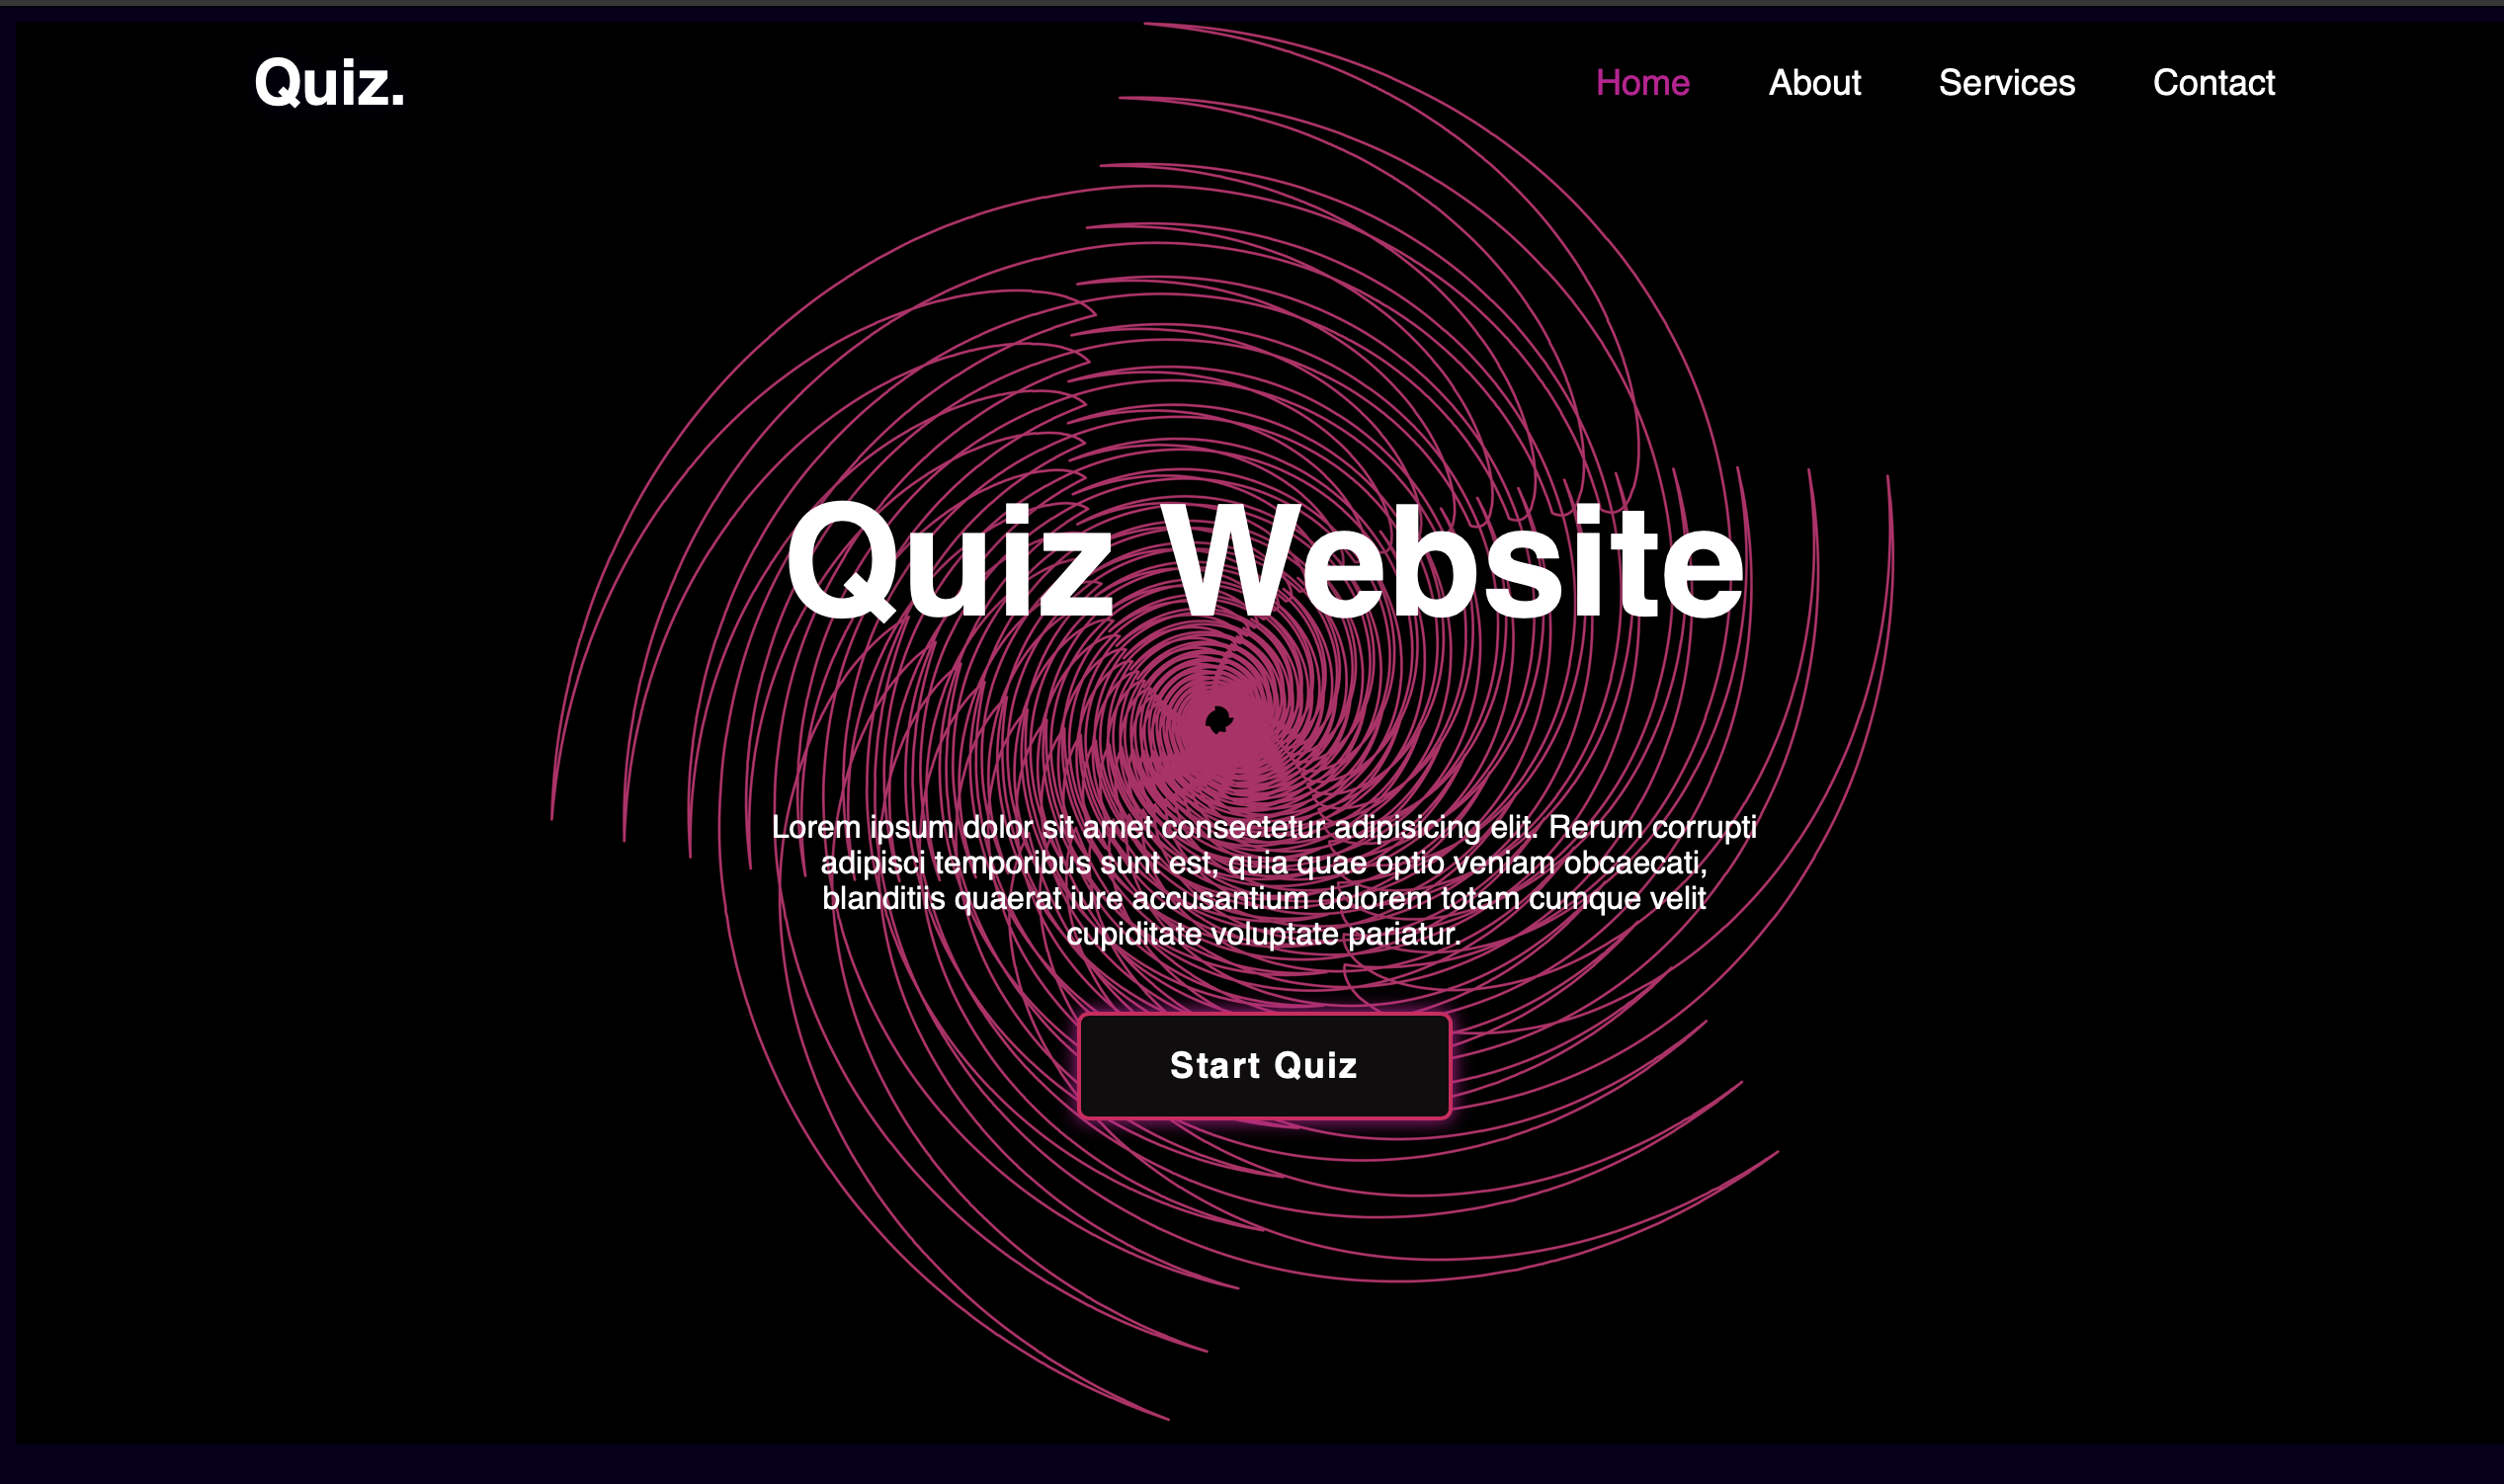 Quiz.
Home About Services Contact
Quiz Website
Lorem ipsum dolor sit amet consectetur adipisicing elit. Rerum corrupti
adipisci temporibus sunt est, quia quae optio veniam obcaecati,
blanditiis quaerat iure accusantium dolorem totam cumque velit
cupiditate voluptate pariatur.
Start Quiz